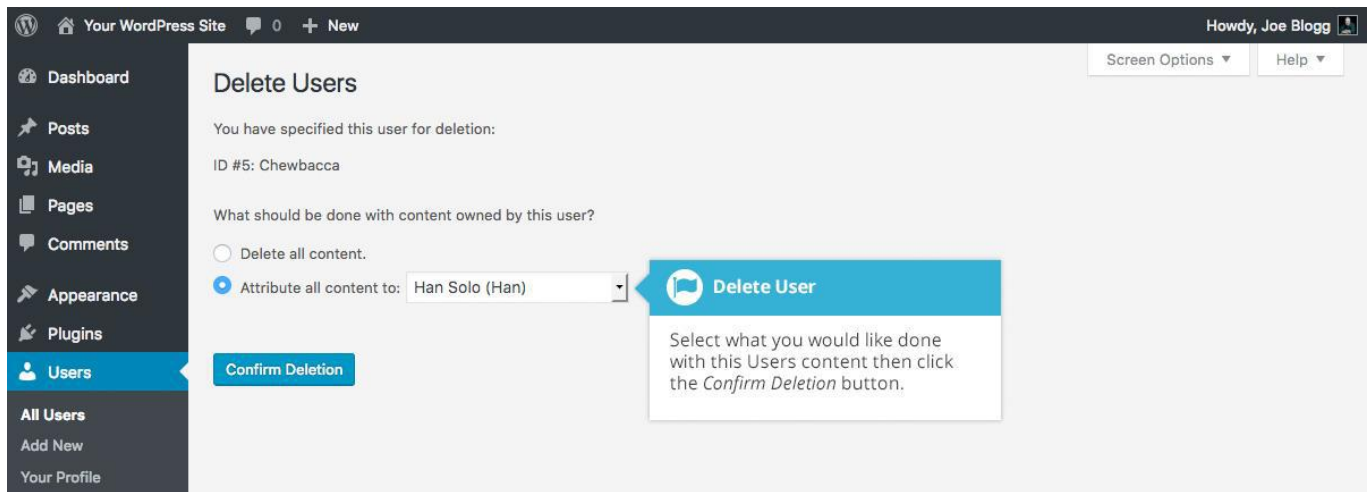 Your WordPress Site 0 + New Howdy, Joe Blogg
Screen Options ▼ Help ▼
Dashboard
Posts
Media
Pages
Comments
Appearance
Plugins
Users
All Users
Add New
Your Profile
Delete Users
You have specified this user for deletion:
ID #5: Chewbacca
What should be done with content owned by this user?
Delete all content.
Attribute all content to: Han Solo (Han)
Confirm Deletion
Delete User
Select what you would like done
with this Users content then click
the Confirm Deletion button.